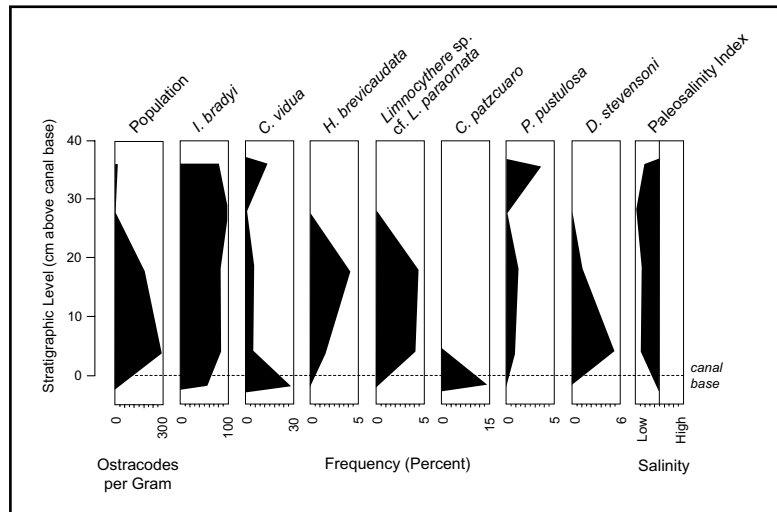 Population
I. bradyi
C. vidua
H. brevicaudata
Limnocythere sp.
cf. L. paraornata
C. patzcuaro
P. pustulosa
D. stevensoni
Paleosalinity Index
Stratigraphic Level (cm above canal base)
40
30
20
10
0
canal
base
0 300
0 100
0 30
0 5
0 5
0 15
0 5
0 6
Low High
Ostracodes
per Gram
Frequency (Percent)
Salinity